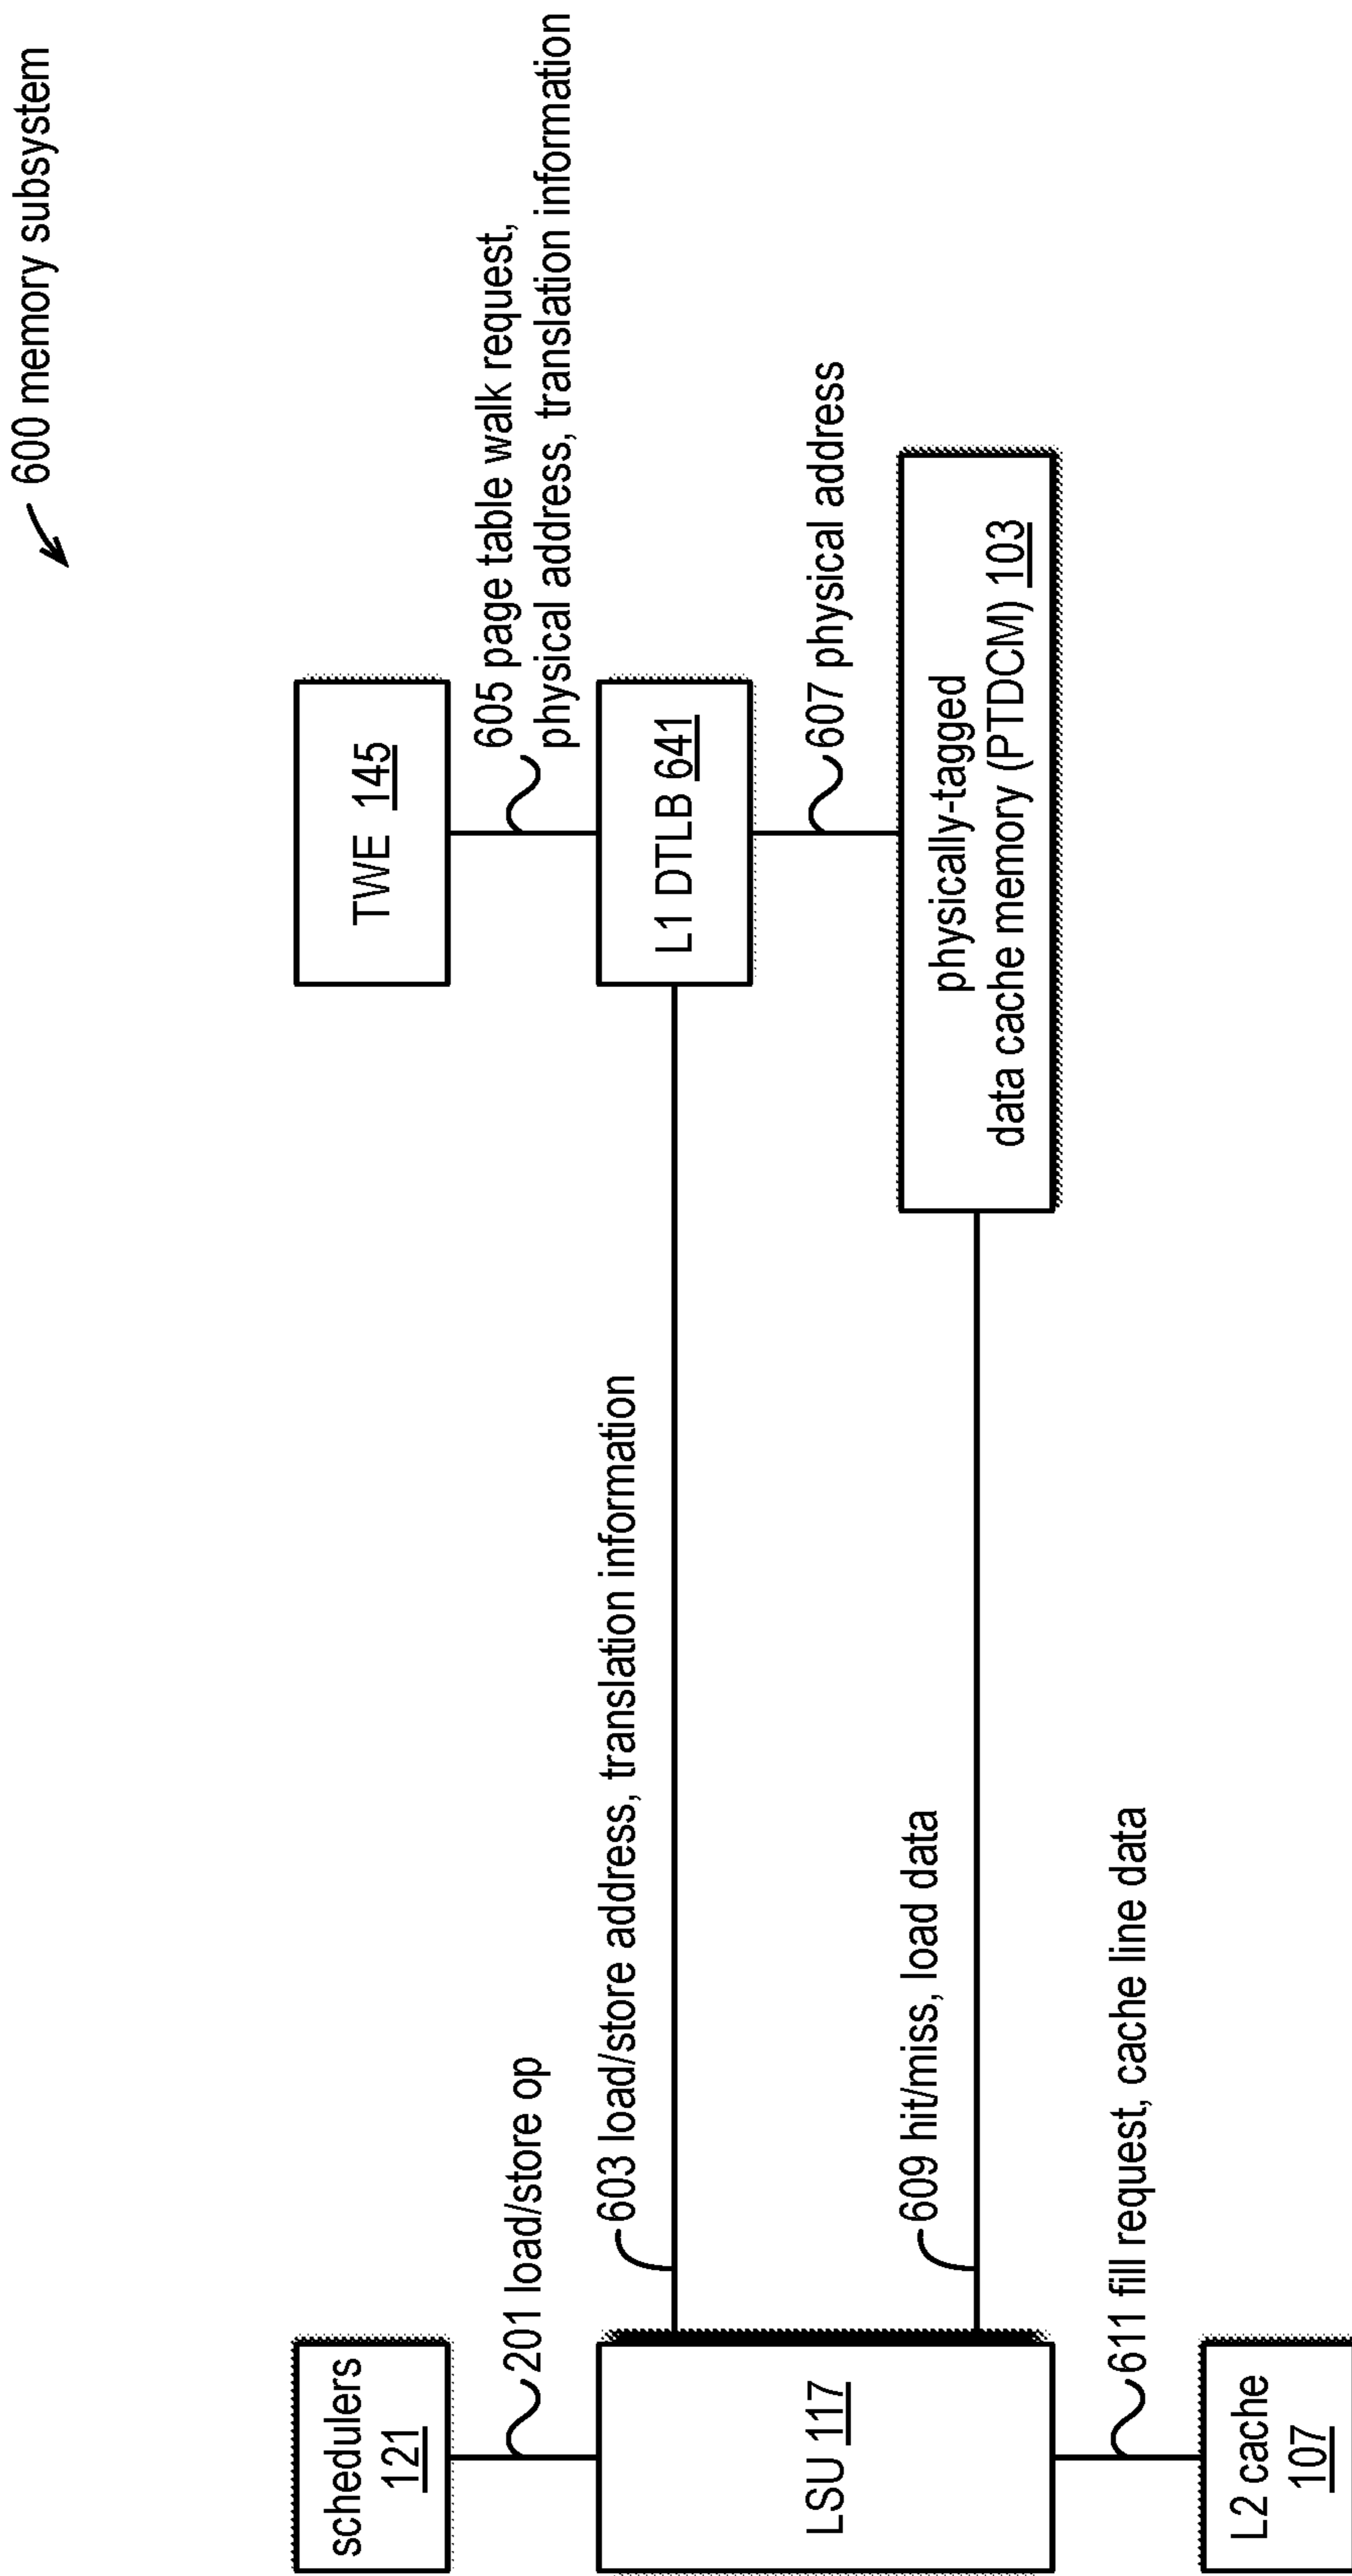 600 memory subsystem
schedulers
121
201 load/store op
TWE 145
605 page table walk request,
physical address, translation information
603 load/store address, translation information
L1 DTLB 641
607 physical address
LSU 117
609 hit/miss, load data
physically-tagged
data cache memory (PTDCM) 103
611 fill request, cache line data
L2 cache
107